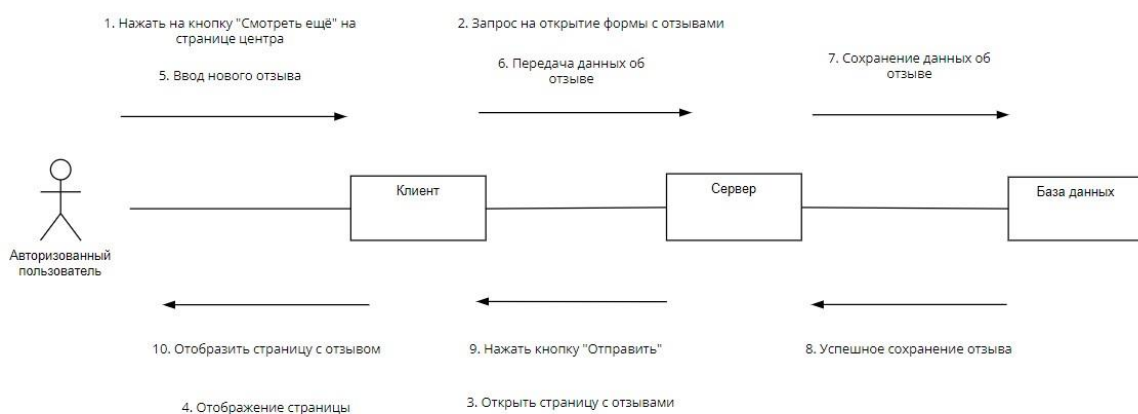 1. Нажать на кнопку "Смотреть ещё" на
странице центра
2. Запрос на открытие формы с отзывами
5. Ввод нового отзыва
6. Передача данных об
отзыве
7. Сохранение данных об
отзыве
Авторизованный
пользователь
Клиент
Сервер
База данных
10. Отобразить страницу с отзывом
9. Нажать кнопку "Отправить"
8. Успешное сохранение отзыва
4. Отображение страницы
3. Открыть страницу с отзывами